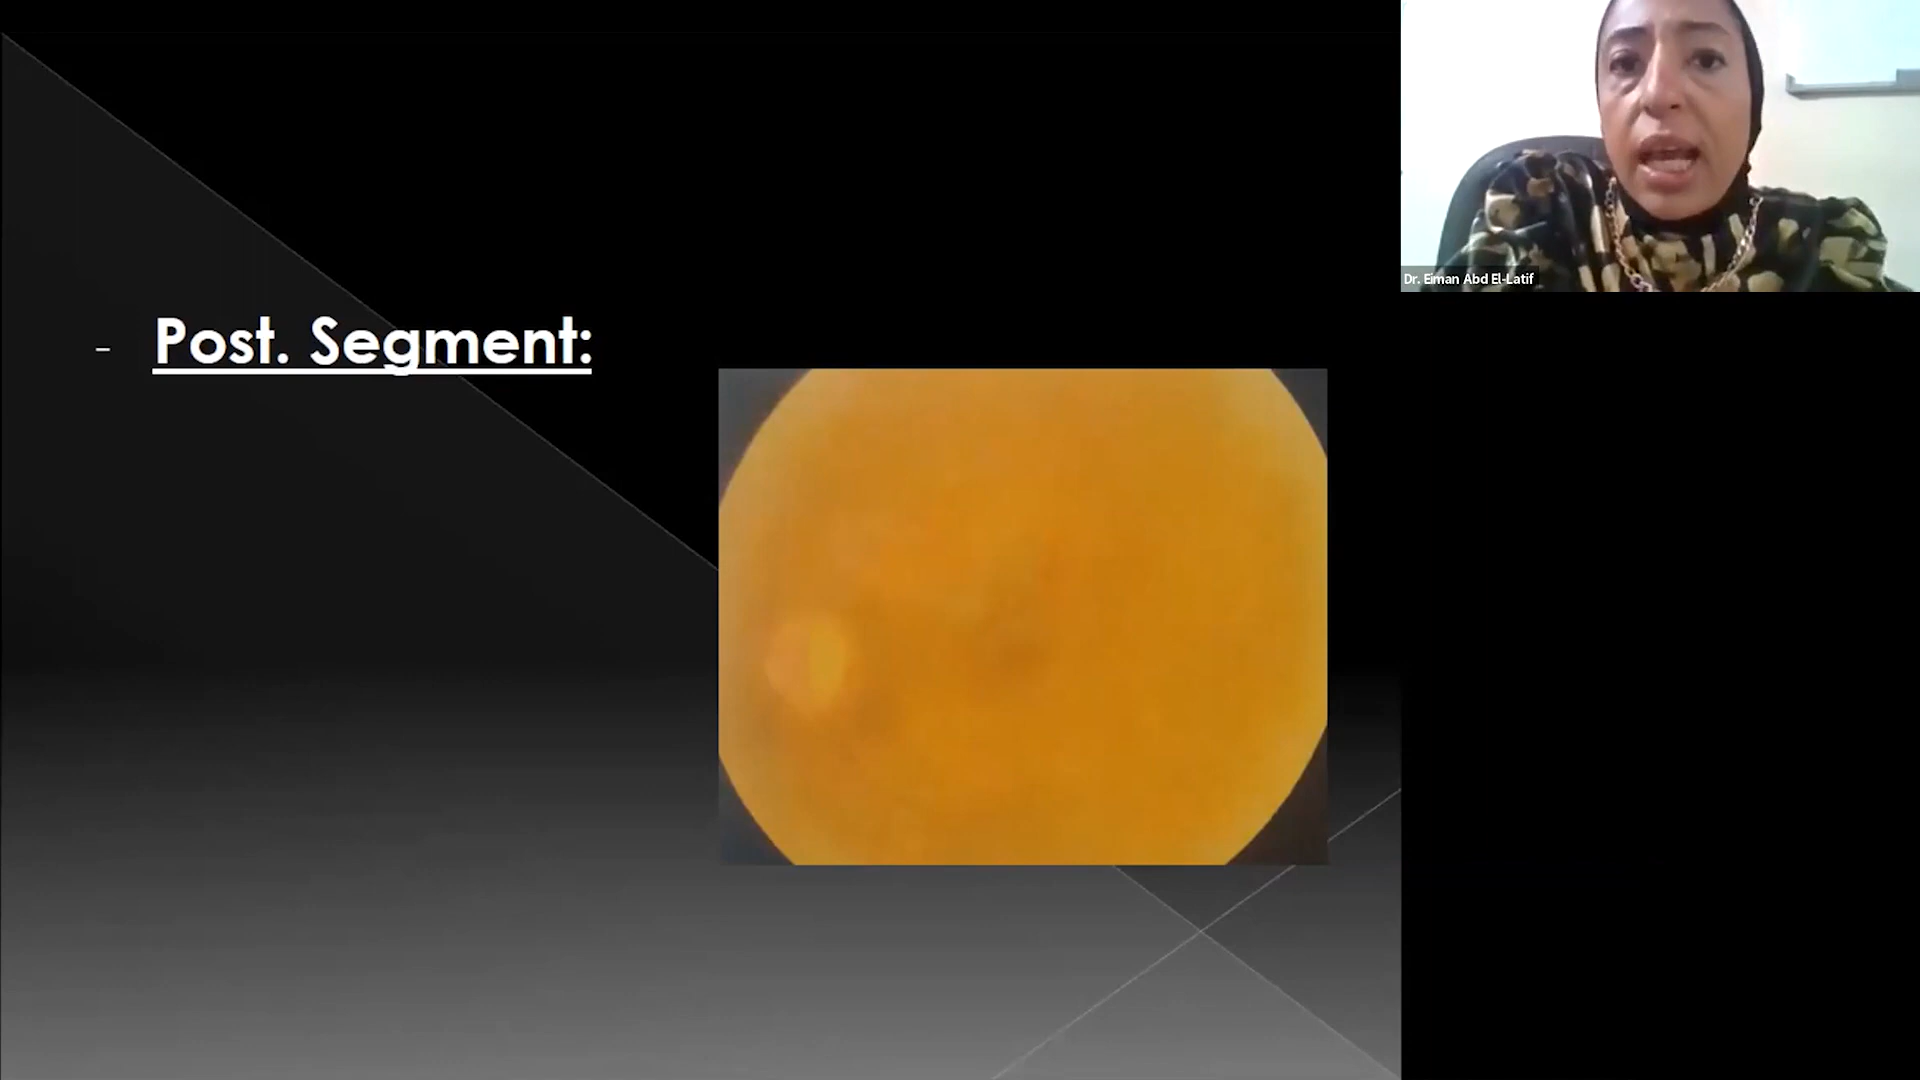 - Post. Segment:
Dr. Eiman Abd El-Latif